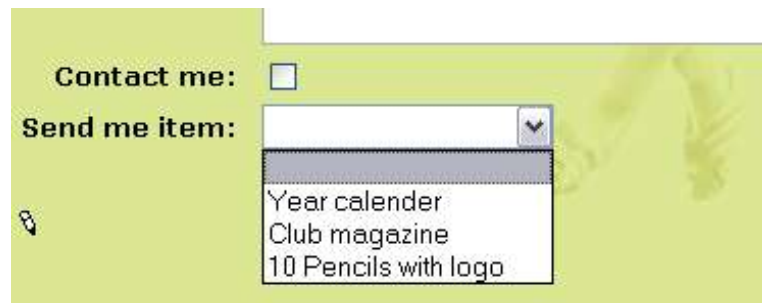 Contact me:
Send me item:
Year calender
Club magazine
10 Pencils with logo